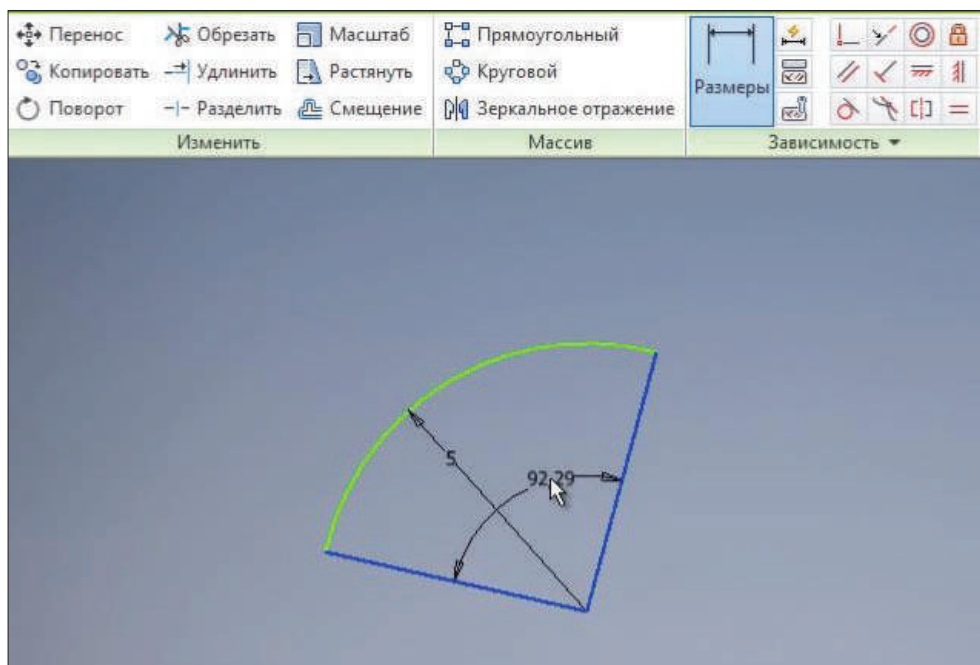 Перенос Обрезать Масштаб Прямоугольный
Копировать Удлинить Растянуть Круговой Размеры
Поворот Разделить Смещение Зеркальное отражение
Изменить Массив Зависимость
5
92,29